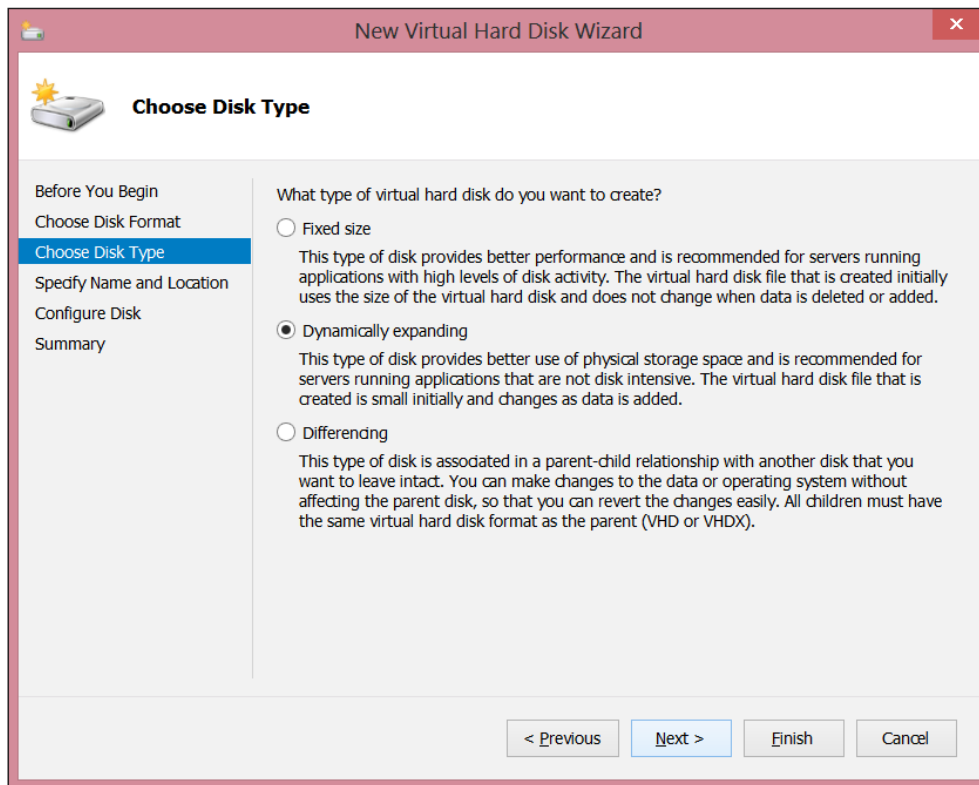 New Virtual Hard Disk Wizard
Choose Disk Type
Before You Begin
Choose Disk Format
Choose Disk Type
Specify Name and Location
Configure Disk
Summary
What type of virtual hard disk do you want to create?
Fixed size
This type of disk provides better performance and is recommended for servers running
applications with high levels of disk activity. The virtual hard disk file that is created initially
uses the size of the virtual hard disk and does not change when data is deleted or added.
Dynamically expanding
This type of disk provides better use of physical storage space and is recommended for
servers running applications that are not disk intensive. The virtual hard disk file that is
created is small initially and changes as data is added.
Differencing
This type of disk is associated in a parent-child relationship with another disk that you
want to leave intact. You can make changes to the data or operating system without
affecting the parent disk, so that you can revert the changes easily. All children must have
the same virtual hard disk format as the parent (VHD or VHDX).
< Previous
Next >
Finish
Cancel